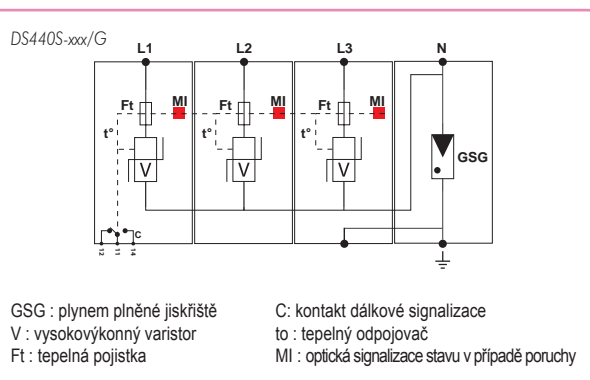 DS440S-xxx/G
L1 L2 L3 N
Ft MI Ft MI Ft MI
t° t° t°
V V V GSG
C
12 11 14
GSG : plynem plněné jiskřiště
V : vysokovýkonný varistor
Ft : tepelná pojistka
C: kontakt dálkové signalizace
to : tepelný odpojovač
MI : optická signalizace stavu v případě poruchy